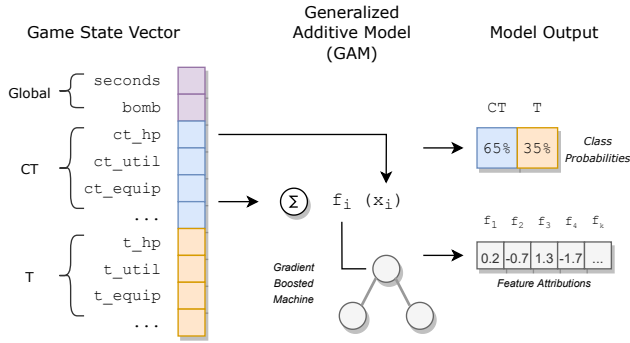 Game State Vector
Generalized
Additive Model
(GAM)
Model Output
Global
seconds
bomb
CT
ct_hp
ct_util
ct_equip
...
T
t_hp
t_util
t_equip
...
Σ
f_i (x_i)
Gradient
Boosted
Machine
CT T
65% 35%
Class
Probabilities
f_1 f_2 f_3 f_4 f_k
0.2 -0.7 1.3 -1.7 ...
Feature Attributions